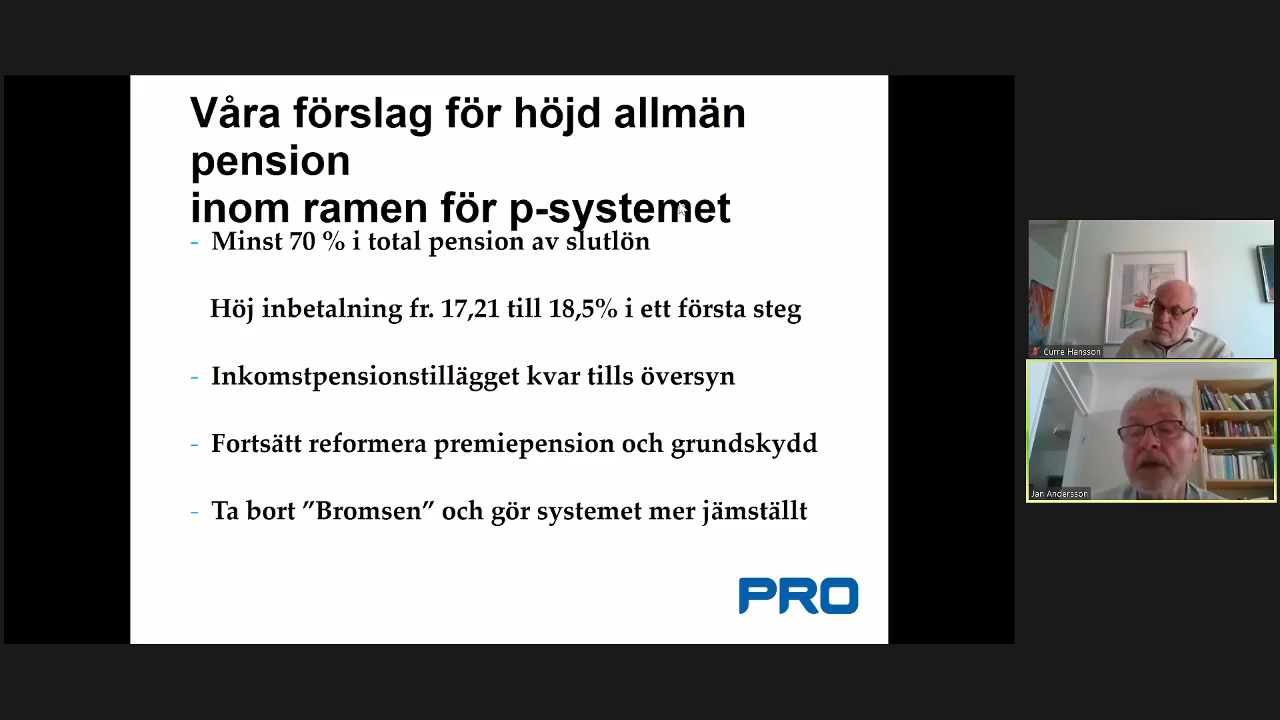 Våra förslag för höjd allmän
pension
inom ramen för p-systemet
- Minst 70 % i total pension av slutlön
Höj inbetalning fr. 17,21 till 18,5% i ett första steg
- Inkomstpensionstillägget kvar tills översyn
- Fortsätt reformera premiepension och grundskydd
- Ta bort ”Bromsen” och gör systemet mer jämställt
PRO
Curre Hansson
Jan Andersson